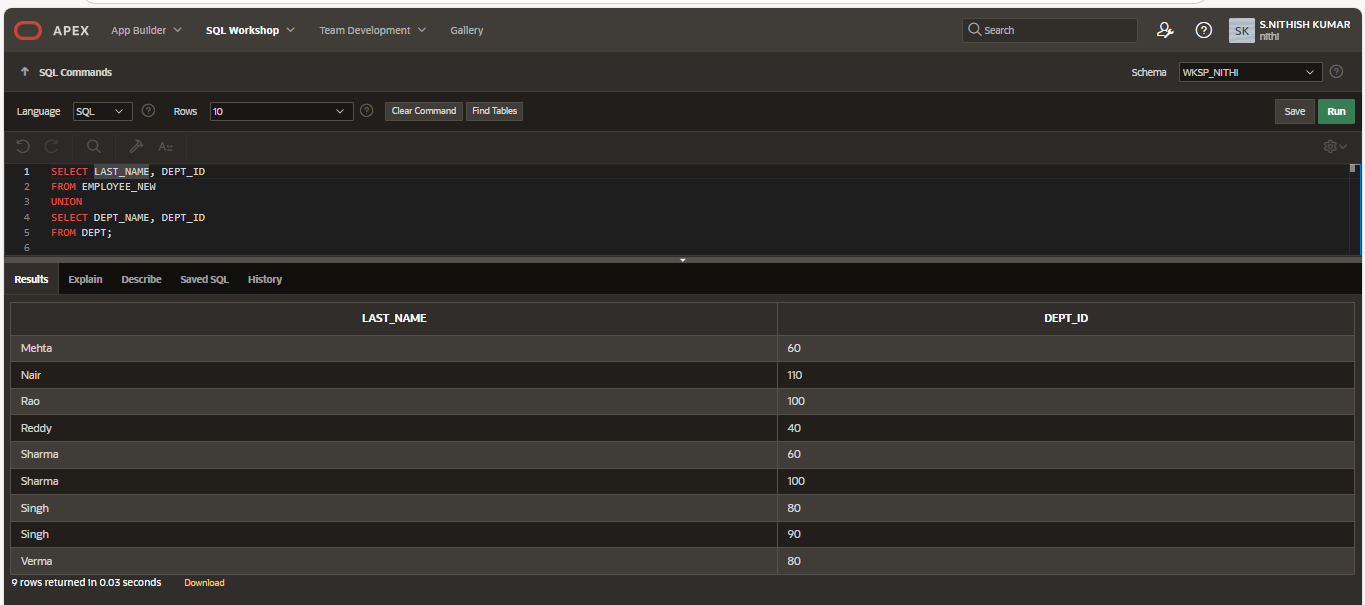 APEX App Builder SQL Workshop Team Development Gallery Search SK S.NITHISH KUMAR
nithi
SQL Commands Schema WKSP_NITHI
Language SQL Rows 10 Clear Command Find Tables Save Run
1 SELECT LAST_NAME, DEPT_ID
2 FROM EMPLOYEE_NEW
3 UNION
4 SELECT DEPT_NAME, DEPT_ID
5 FROM DEPT;
6
Results Explain Describe Saved SQL History
LAST_NAME DEPT_ID
Mehta 60
Nair 110
Rao 100
Reddy 40
Sharma 60
Sharma 100
Singh 80
Singh 90
Verma 80
9 rows returned in 0.03 seconds Download